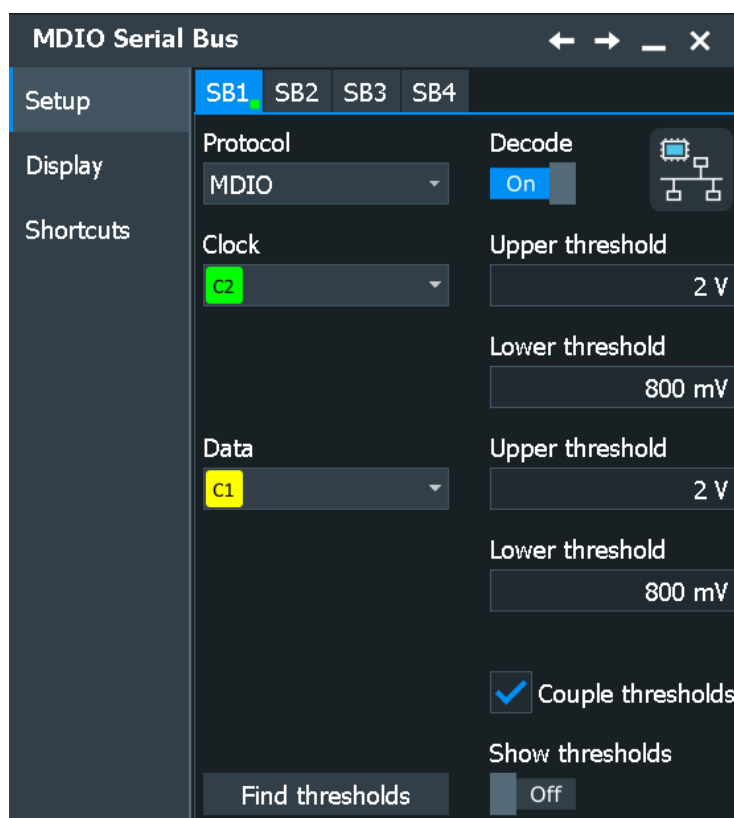 MDIO Serial Bus
Setup
Display
Shortcuts
SB1 SB2 SB3 SB4
Protocol
MDIO
Decode
On
Clock
C2
Upper threshold
2 V
Lower threshold
800 mV
Data
C1
Upper threshold
2 V
Lower threshold
800 mV
Couple thresholds
Show thresholds
Find thresholds
Off